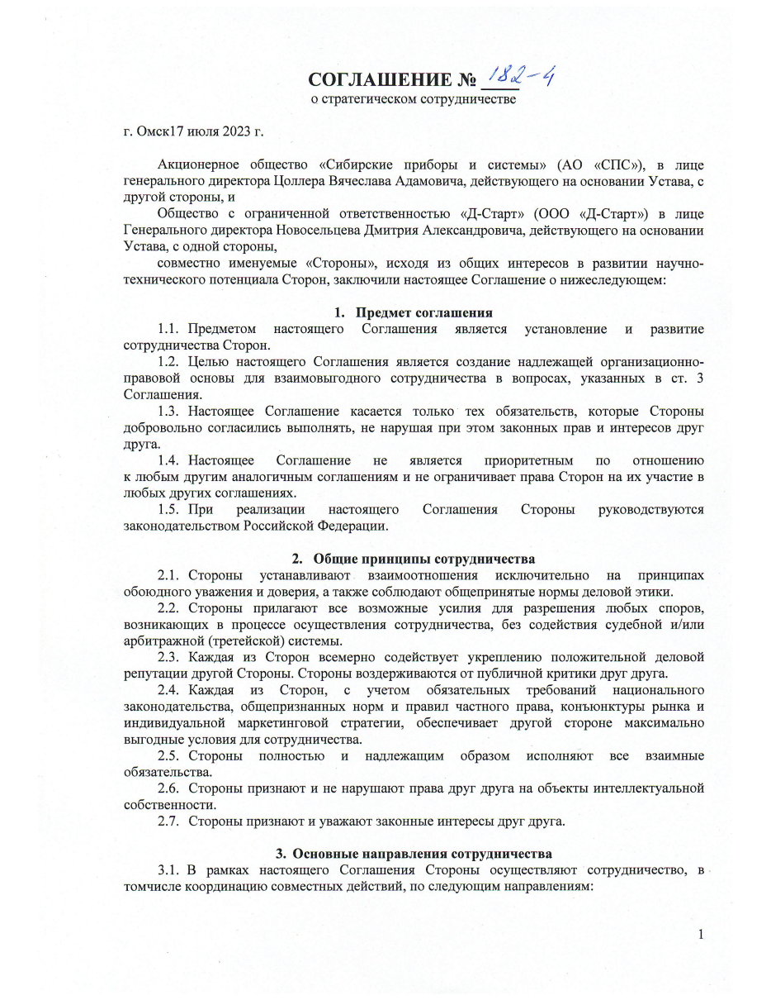 СОГЛАШЕНИЕ № 182-4
о стратегическом сотрудничестве
г. Омск17 июля 2023 г.
Акционерное общество «Сибирские приборы и системы» (АО «СПС»), в лице
генерального директора Цоллера Вячеслава Адамовича, действующего на основании Устава, с
другой стороны, и
Общество с ограниченной ответственностью «Д-Старт» (ООО «Д-Старт») в лице
Генерального директора Новосельцева Дмитрия Александровича, действующего на основании
Устава, с одной стороны,
совместно именуемые «Стороны», исходя из общих интересов в развитии научно-
технического потенциала Сторон, заключили настоящее Соглашение о нижеследующем:
1. Предмет соглашения
1.1. Предметом настоящего Соглашения является установление и развитие
сотрудничества Сторон.
1.2. Целью настоящего Соглашения является создание надлежащей организационно-
правовой основы для взаимовыгодного сотрудничества в вопросах, указанных в ст. 3
Соглашения.
1.3. Настоящее Соглашение касается только тех обязательств, которые Стороны
добровольно согласились выполнять, не нарушая при этом законных прав и интересов друг
друга.
1.4. Настоящее Соглашение не является приоритетным по отношению
к любым другим аналогичным соглашениям и не ограничивает права Сторон на их участие в
любых других соглашениях.
1.5. При реализации настоящего Соглашения Стороны руководствуются
законодательством Российской Федерации.
2. Общие принципы сотрудничества
2.1. Стороны устанавливают взаимоотношения исключительно на принципах
обоюдного уважения и доверия, а также соблюдают общепринятые нормы деловой этики.
2.2. Стороны прилагают все возможные усилия для разрешения любых споров,
возникающих в процессе осуществления сотрудничества, без содействия судебной и/или
арбитражной (третейской) системы.
2.3. Каждая из Сторон всемерно содействует укреплению положительной деловой
репутации другой Стороны. Стороны воздерживаются от публичной критики друг друга.
2.4. Каждая из Сторон, с учетом обязательных требований национального
законодательства, общепризнанных норм и правил частного права, конъюнктуры рынка и
индивидуальной маркетинговой стратегии, обеспечивает другой стороне максимально
выгодные условия для сотрудничества.
2.5. Стороны полностью и надлежащим образом исполняют все взаимные
обязательства.
2.6. Стороны признают и не нарушают права друг друга на объекты интеллектуальной
собственности.
2.7. Стороны признают и уважают законные интересы друг друга.
3. Основные направления сотрудничества
3.1. В рамках настоящего Соглашения Стороны осуществляют сотрудничество, в
томчисле координацию совместных действий, по следующим направлениям:
1